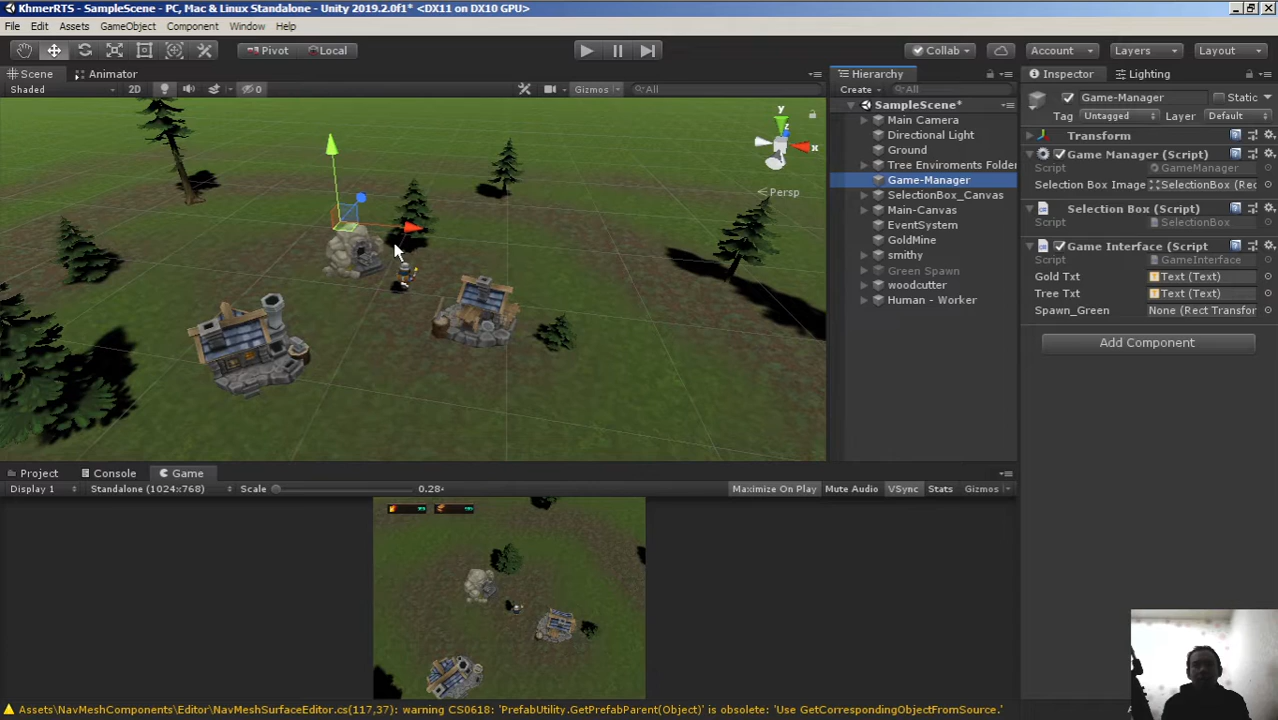 KhmerRTS - SampleScene - PC, Mac & Linux Standalone - Unity 2019.2.0f1* <DX11 on DX10 GPU>
File Edit Assets GameObject Component Window Help
Pivot Local Collab Account Layers Layout
Scene Animator
Shaded 2D 0 Gizmos All
y
z
x
Persp
Hierarchy
Create All
SampleScene*
Main Camera
Directional Light
Ground
Tree Enviroments Folder
Game-Manager
SelectionBox_Canvas
Main-Canvas
EventSystem
GoldMine
smithy
Green Spawn
woodcutter
Human - Worker
Inspector Lighting
Game-Manager Static
Tag Untagged Layer Default
Transform
Game Manager (Script)
Script GameManager
Selection Box Image SelectionBox (Rec
Selection Box (Script)
Script SelectionBox
Game Interface (Script
Script GameInterface
Gold Txt Text (Text)
Tree Txt Text (Text)
Spawn_Green None (Rect Transfor
Add Component
Project Console Game
Display 1 Standalone (1024x768) Scale 0.28 Maximize On Play Mute Audio VSync Stats Gizmos
Assets\NavMeshComponents\Editor\NavMeshSurfaceEditor.cs(117,37): warning CS0618: 'PrefabUtility.GetPrefabParent(Object)' is obsolete: 'Use GetCorrespondingObjectFromSource.'